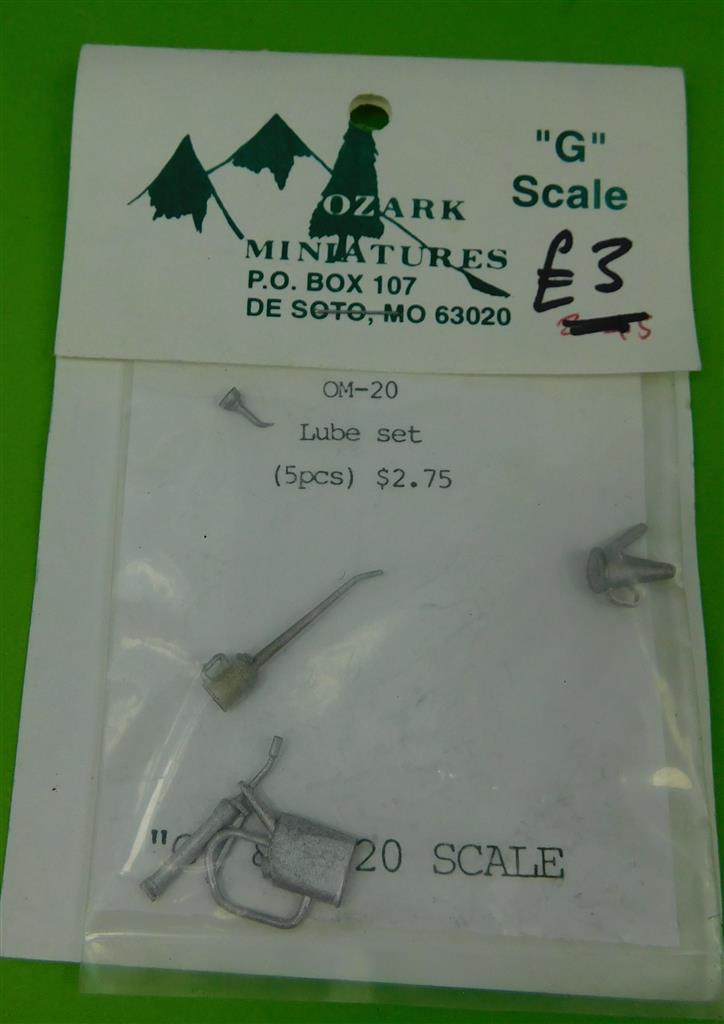 "G"
Scale
OZARK
MINIATURES
P.O. BOX 107
DE SOTO, MO 63020
£3
OM-20
Lube set
(5pcs) $2.75
20 SCALE